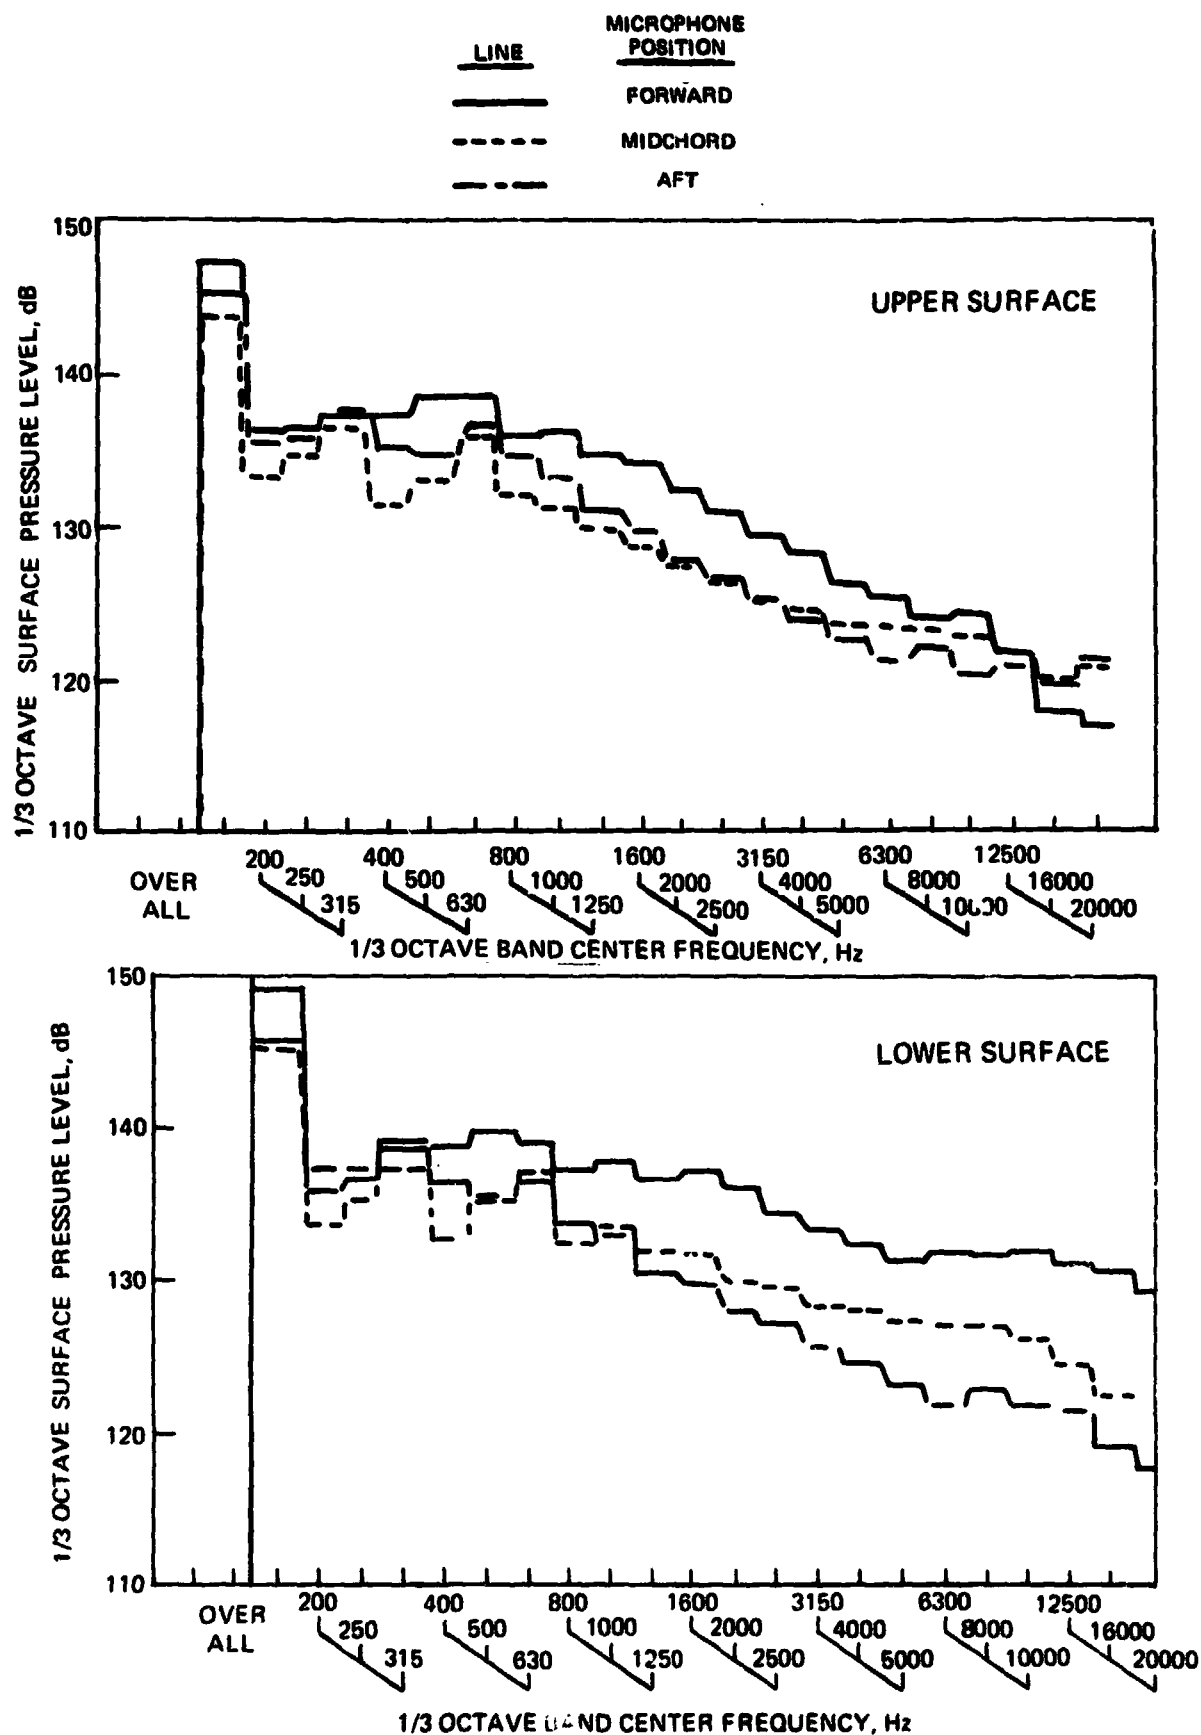 LINE
MICROPHONE
POSITION
FORWARD
MIDCHORD
AFT
1/3 OCTAVE SURFACE PRESSURE LEVEL, dB
150
140
130
120
110
UPPER SURFACE
OVER
ALL
200 400 800 1600 3150 6300 12500
250 500 1000 2000 4000 8000 16000
315 630 1250 2500 5000 20000
1/3 OCTAVE BAND CENTER FREQUENCY, Hz
1/3 OCTAVE SURFACE PRESSURE LEVEL, dB
150
140
130
120
110
LOWER SURFACE
OVER
ALL
200 400 800 1600 3150 6300 12500
250 500 1000 2000 4000 8000 16000
315 630 1250 2500 5000 10000 20000
1/3 OCTAVE BAND CENTER FREQUENCY, Hz